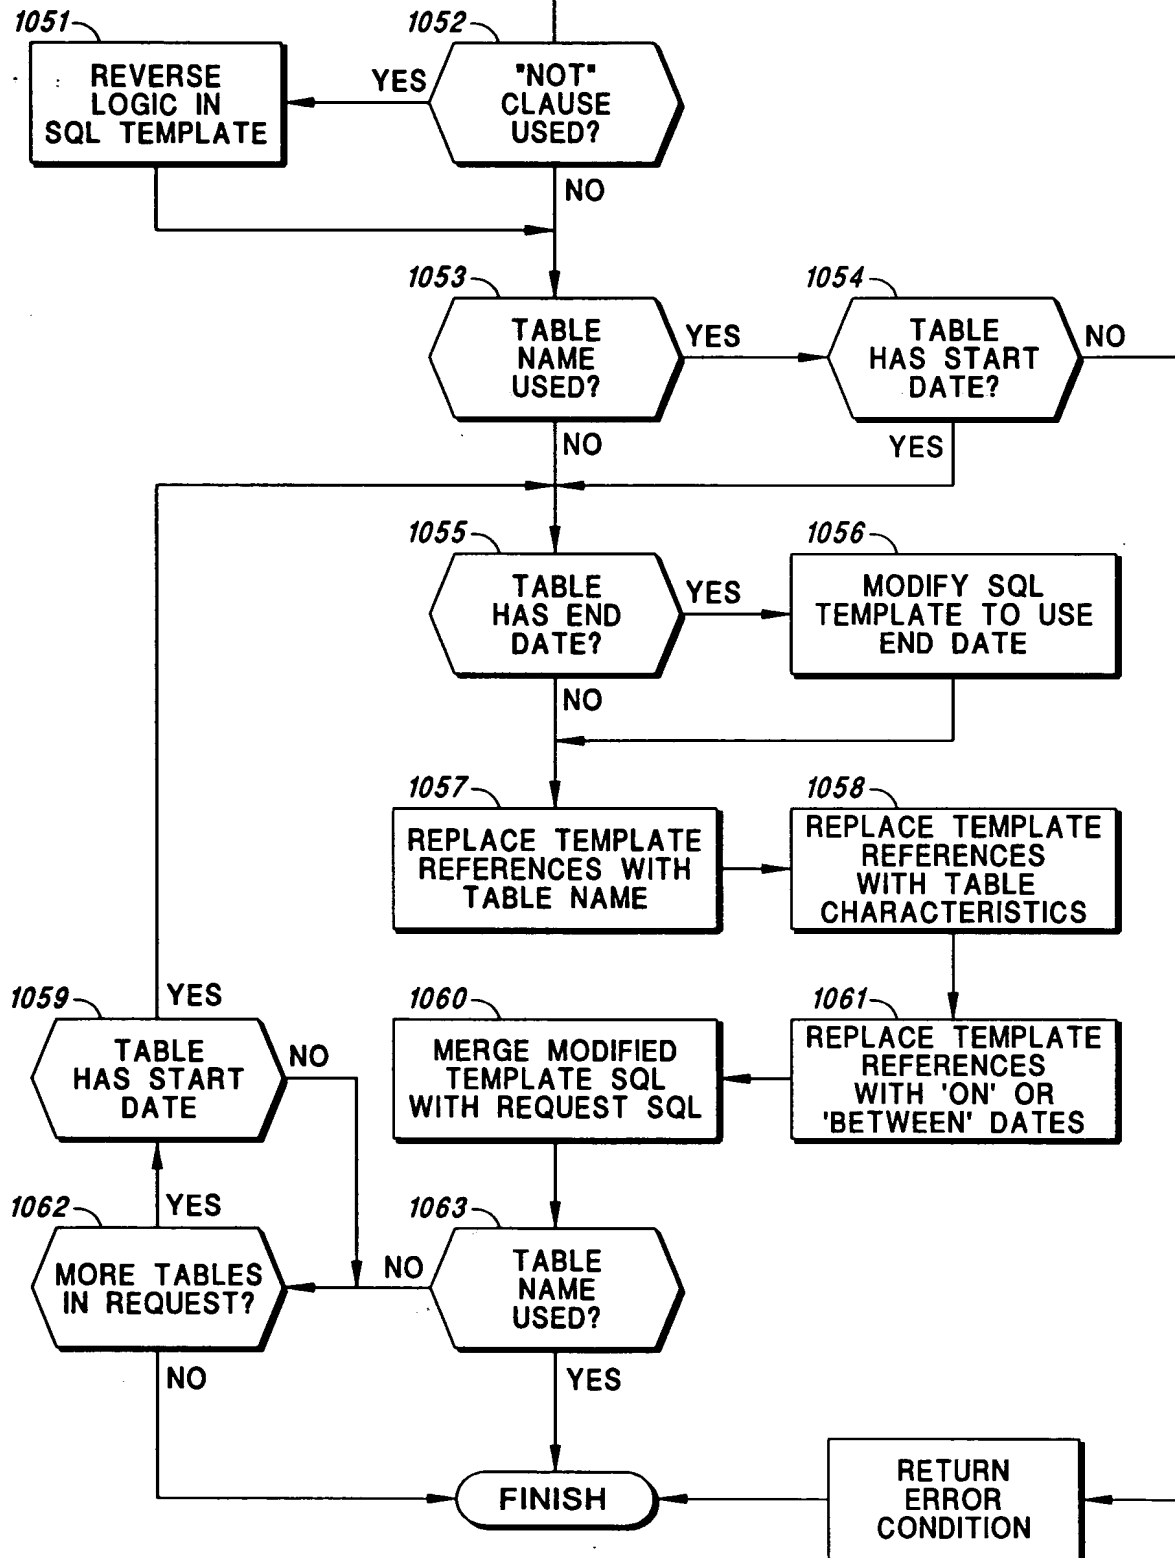 1051
REVERSE
LOGIC IN
SQL TEMPLATE
YES
1052
"NOT"
CLAUSE
USED?
NO
1053
TABLE
NAME
USED?
YES
NO
1054
TABLE
HAS START
DATE?
NO
YES
1055
TABLE
HAS END
DATE?
YES
NO
1056
MODIFY SQL
TEMPLATE TO USE
END DATE
1057
REPLACE TEMPLATE
REFERENCES WITH
TABLE NAME
1058
REPLACE TEMPLATE
REFERENCES
WITH TABLE
CHARACTERISTICS
1059
YES
TABLE
HAS START
DATE
NO
1060
MERGE MODIFIED
TEMPLATE SQL
WITH REQUEST SQL
1061
REPLACE TEMPLATE
REFERENCES
WITH 'ON' OR
'BETWEEN' DATES
1062
YES
MORE TABLES
IN REQUEST?
NO
NO
1063
TABLE
NAME
USED?
YES
FINISH
RETURN
ERROR
CONDITION